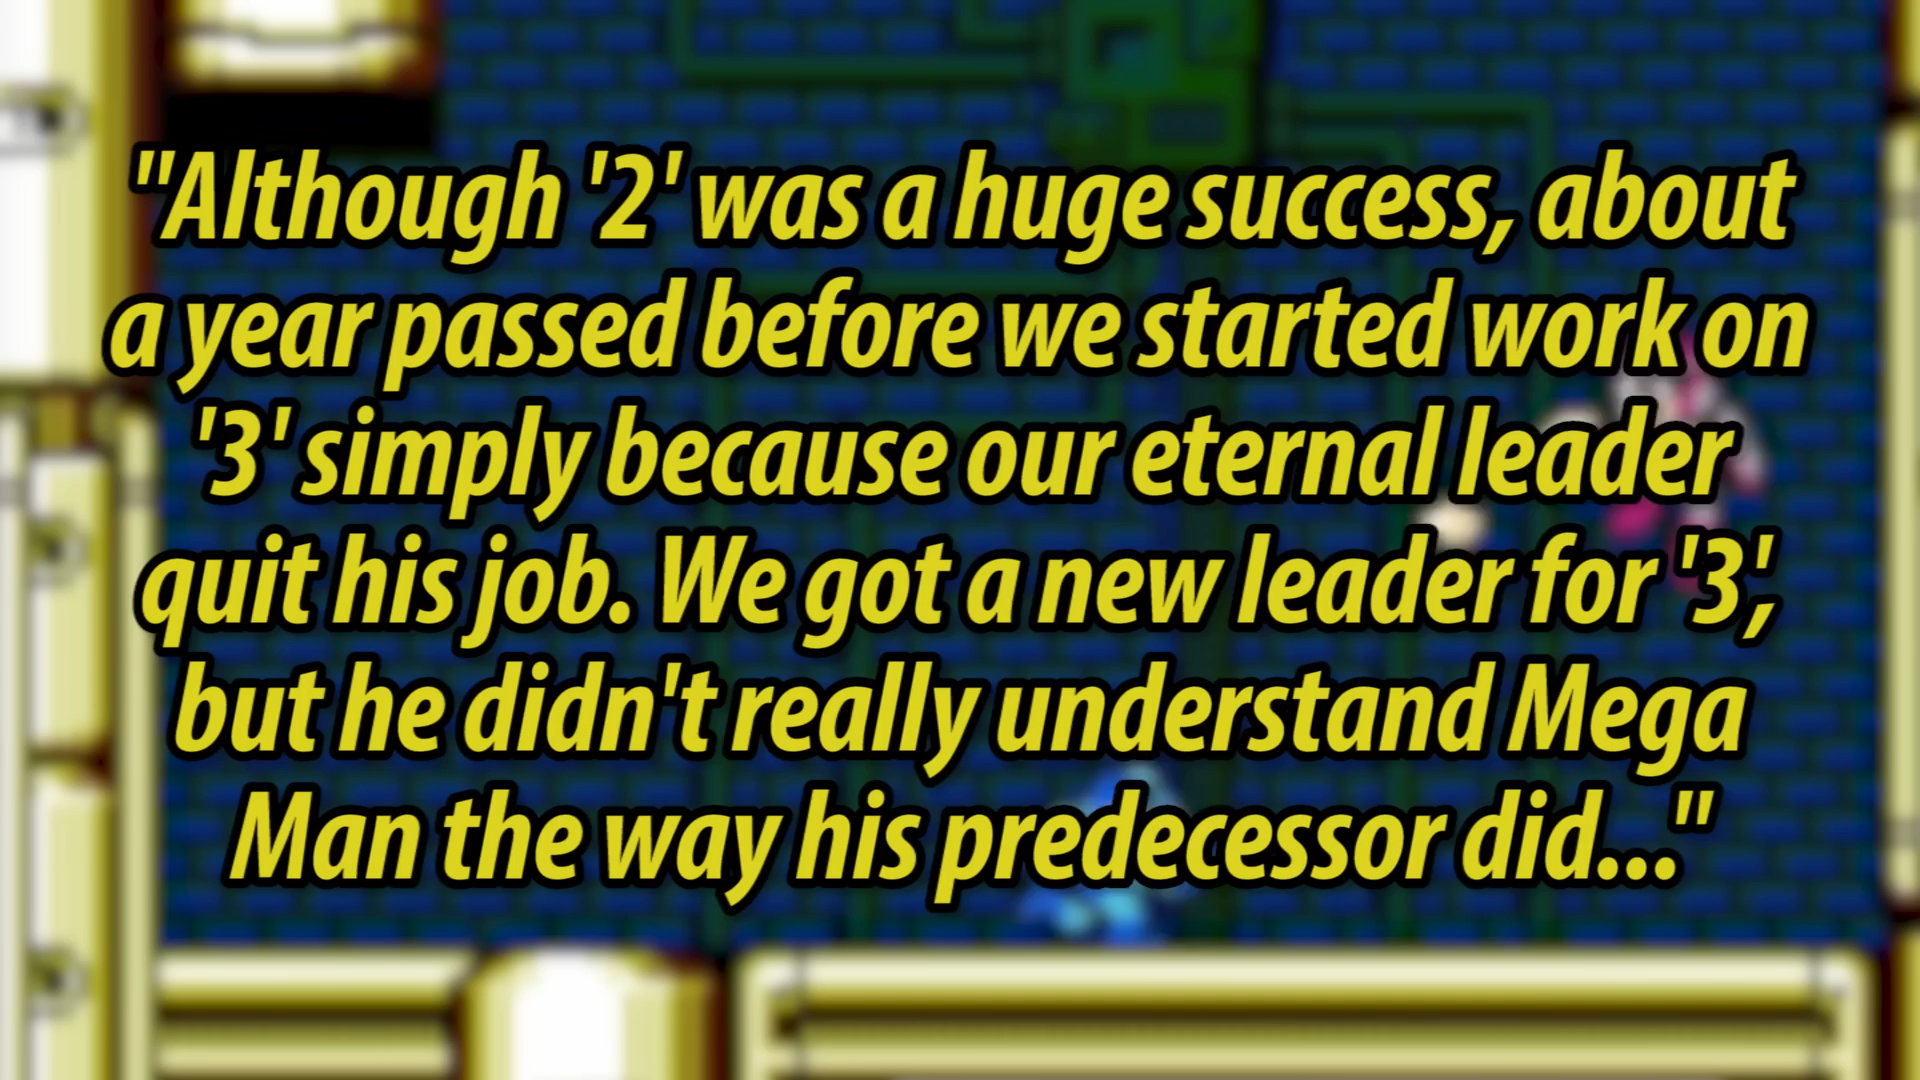 "Although '2' was a huge success, about
a year passed before we started work on
'3' simply because our eternal leader
quit his job. We got a new leader for '3',
but he didn't really understand Mega
Man the way his predecessor did..."